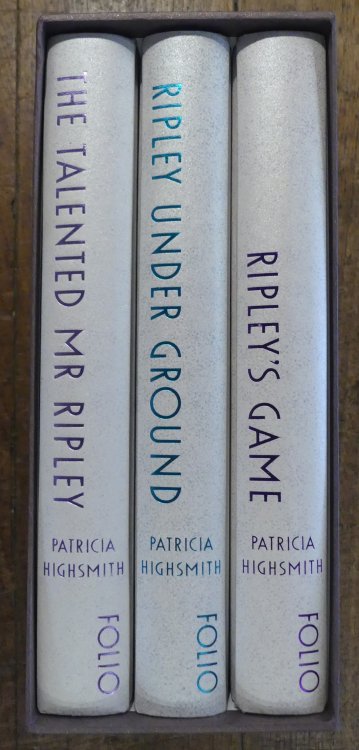 THE TALENTED MR RIPLEY
PATRICIA
HIGHSMITH
FOLIO
RIPLEY UNDER GROUND
PATRICIA
HIGHSMITH
FOLIO
RIPLEY'S GAME
PATRICIA
HIGHSMITH
FOLIO